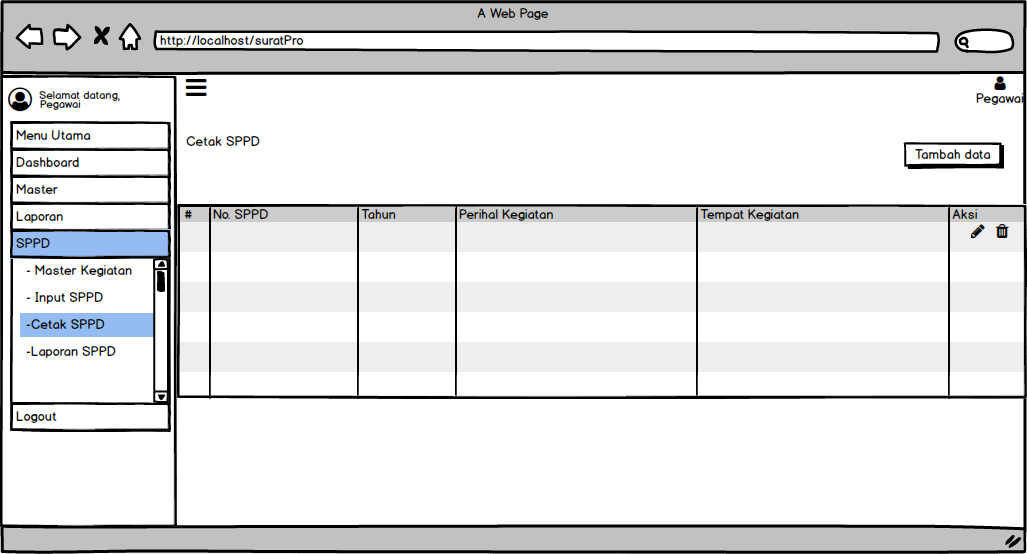 A Web Page
http://localhost/suratPro
Selamat datang,
Pegawai
Pegawai
Menu Utama
Dashboard
Master
Laporan
SPPD
- Master Kegiatan
- Input SPPD
-Cetak SPPD
-Laporan SPPD
Logout
Cetak SPPD
Tambah data
# No. SPPD Tahun Perihal Kegiatan Tempat Kegiatan Aksi